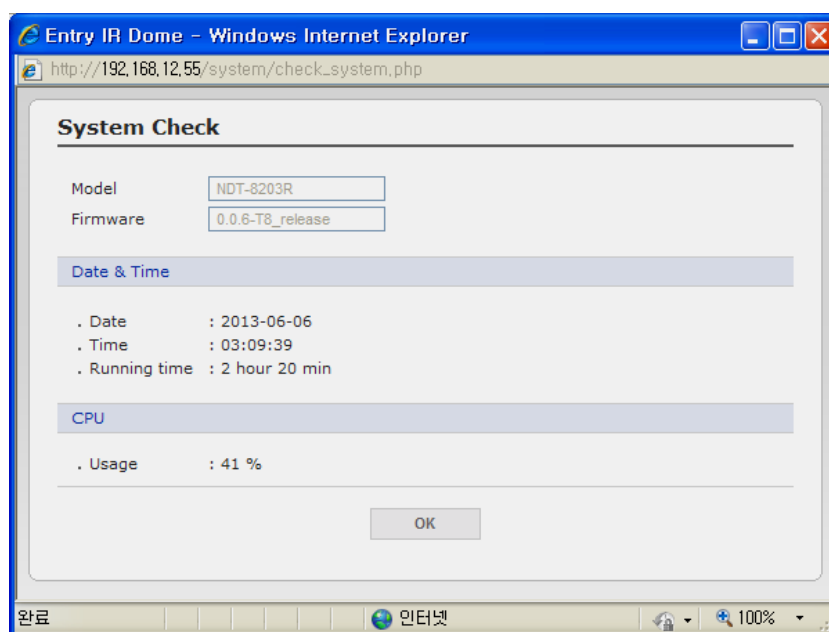 Entry IR Dome - Windows Internet Explorer
http://192.168.12.55/system/check_system.php
System Check
Model NDT-8203R
Firmware 0.0.6-T8_release
Date & Time
. Date : 2013-06-06
. Time : 03:09:39
. Running time : 2 hour 20 min
CPU
. Usage : 41 %
OK
완료 인터넷 100%